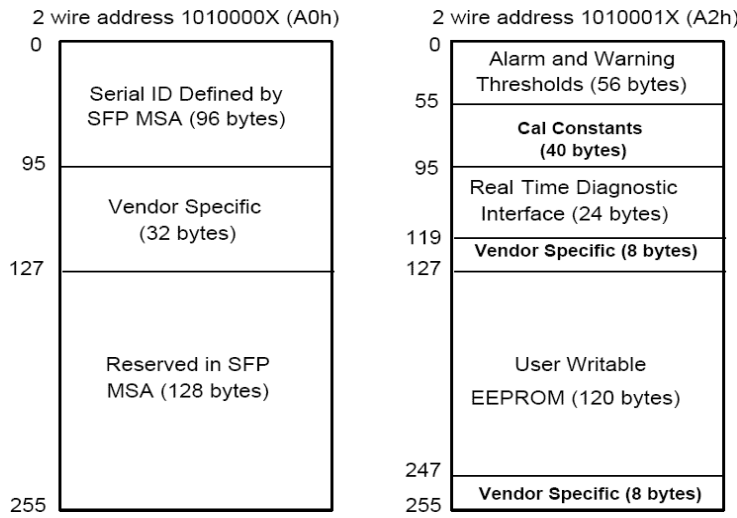 2 wire address 1010000X (A0h)
0
Serial ID Defined by
SFP MSA (96 bytes)
95
Vendor Specific
(32 bytes)
127
Reserved in SFP
MSA (128 bytes)
255
2 wire address 1010001X (A2h)
0
Alarm and Warning
Thresholds (56 bytes)
55
Cal Constants
(40 bytes)
95
Real Time Diagnostic
Interface (24 bytes)
119
Vendor Specific (8 bytes)
127
User Writable
EEPROM (120 bytes)
247
Vendor Specific (8 bytes)
255